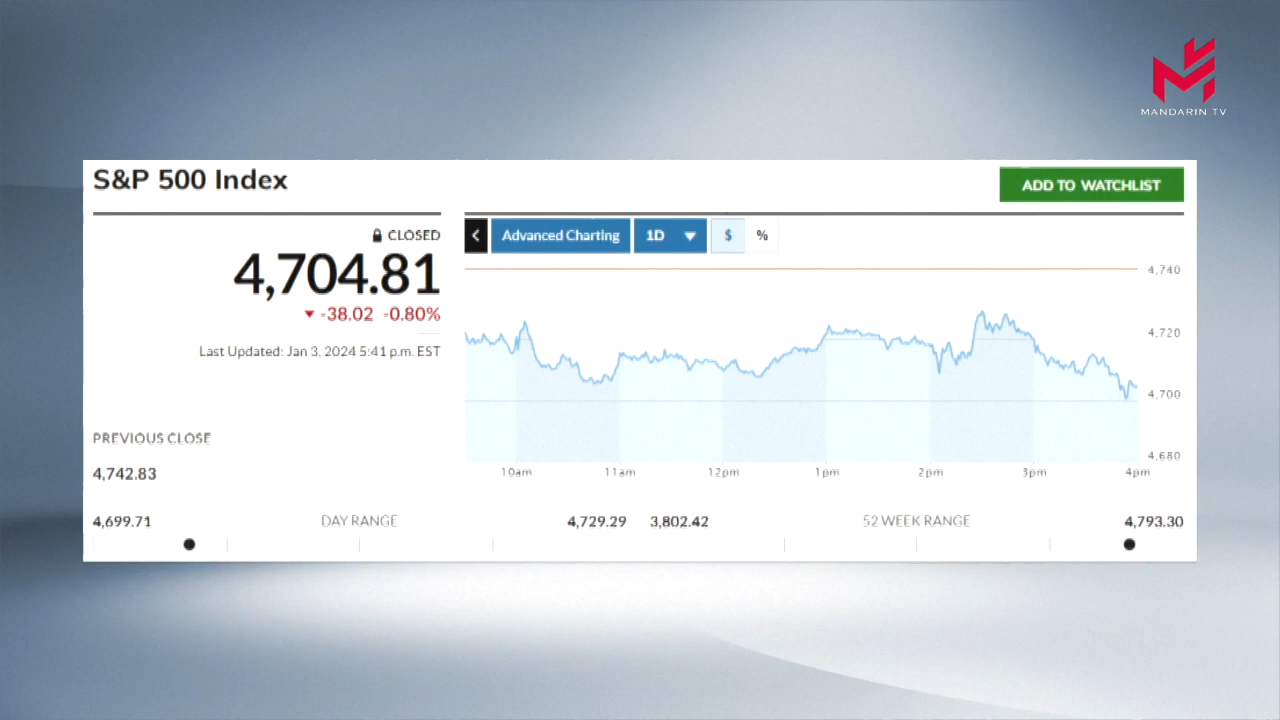 MANDARIN TV
S&P 500 Index
ADD TO WATCHLIST
CLOSED
4,704.81
-38.02 -0.80%
Last Updated: Jan 3, 2024 5:41 p.m. EST
PREVIOUS CLOSE
4,742.83
Advanced Charting 1D $ %
4,740
4,720
4,700
4,680
10am 11am 12pm 1pm 2pm 3pm 4pm
4,699.71 DAY RANGE 4,729.29 3,802.42 52 WEEK RANGE 4,793.30